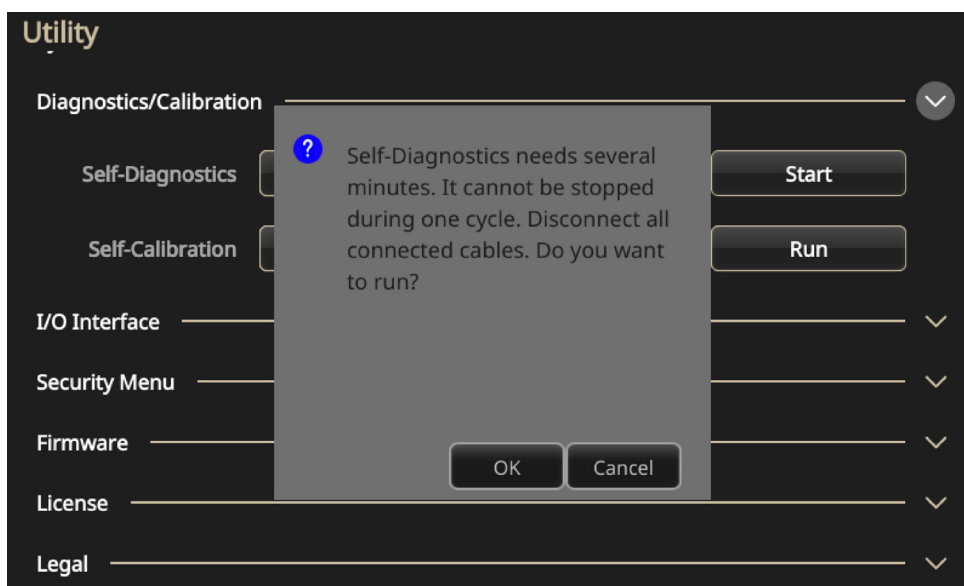 Utility
Diagnostics/Calibration
?
Self-Diagnostics needs several
minutes. It cannot be stopped
during one cycle. Disconnect all
connected cables. Do you want
to run?
Self-Diagnostics
Start
Self-Calibration
Run
I/O Interface
Security Menu
Firmware
OK
Cancel
License
Legal